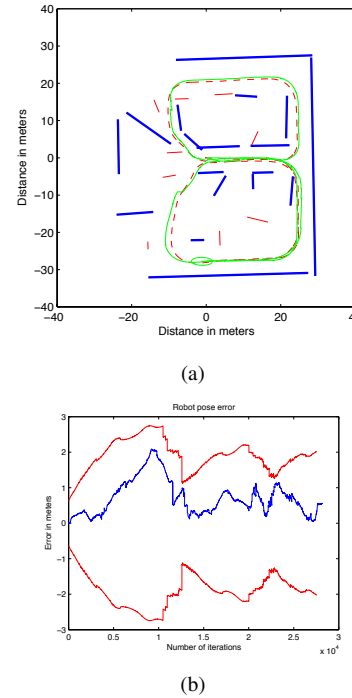 40
30
20
10
0
−10
−20
−30
−40
Distance in meters
−40 −20 0 20 40
Distance in meters
(a)
Robot pose error
3
2
1
0
−1
−2
−3
Error in meters
0 0.5 1 1.5 2 2.5 3
x 10⁴
Number of iterations
(b)